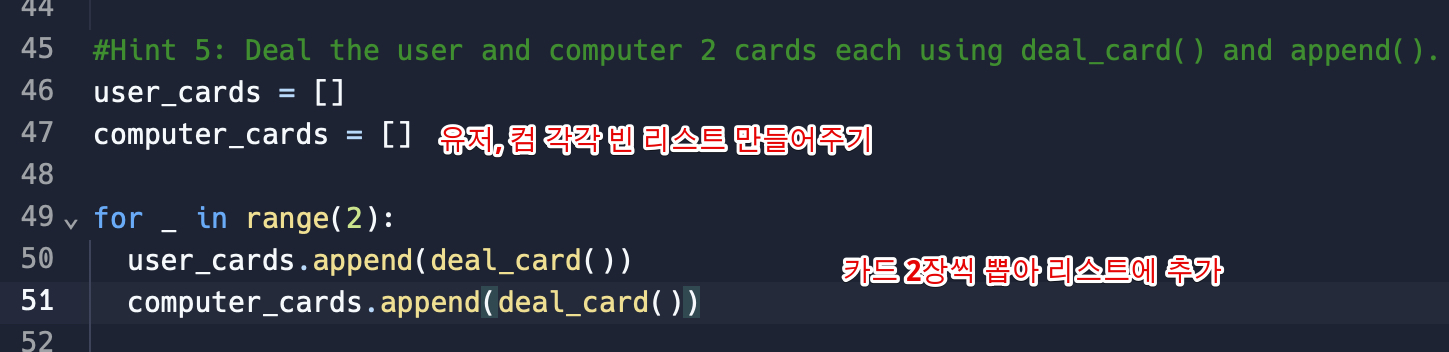 44
45 #Hint 5: Deal the user and computer 2 cards each using deal_card() and append().
46 user_cards = []
47 computer_cards = [] 유저, 컴 각각 빈 리스트 만들어주기
48
49 for _ in range(2):
50 user_cards.append(deal_card()) 카드 2장씩 뽑아 리스트에 추가
51 computer_cards.append(deal_card())
52